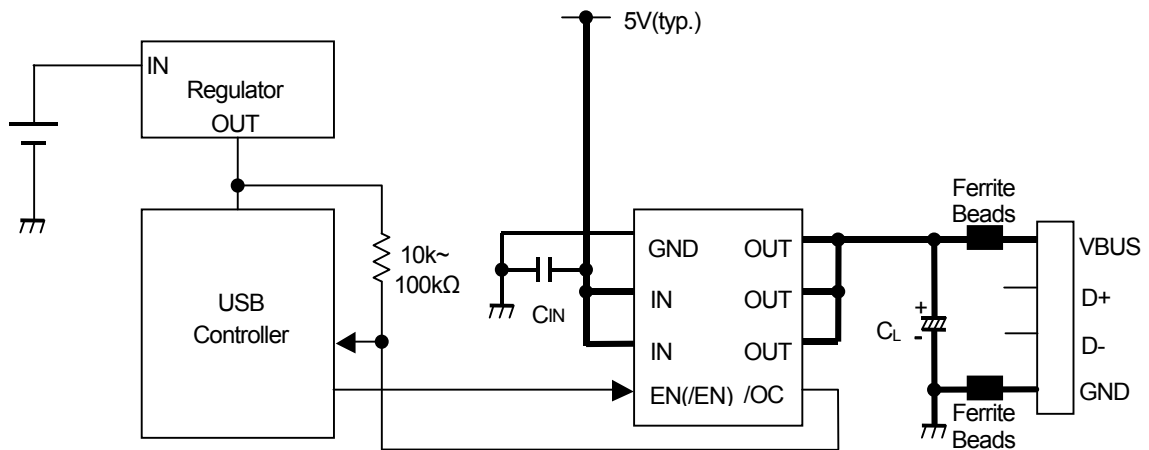 5V(typ.)
IN
Regulator
OUT
10k~
100kΩ
USB
Controller
CIN
GND
IN
IN
EN(/EN)
OUT
OUT
OUT
/OC
+
-
CL
Ferrite
Beads
Ferrite
Beads
VBUS
D+
D-
GND